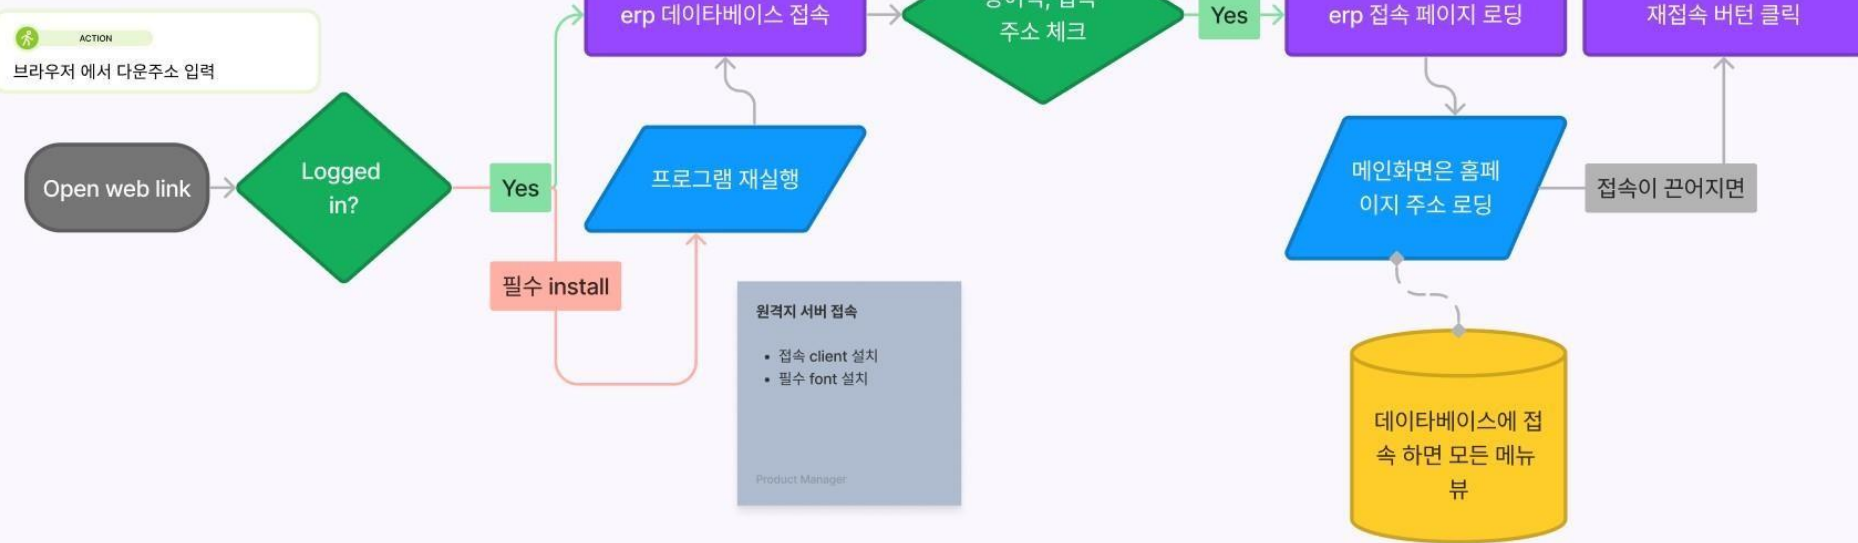 ACTION
브라우저 에서 다운주소 입력
Open web link
Logged
in?
Yes
필수 install
erp 데이타베이스 접속
프로그램 재실행
주소 체크
Yes
erp 접속 페이지 로딩
재접속 버턴 클릭
메인화면은 홈페
이지 주소 로딩
접속이 끈어지면
원격지 서버 접속
• 접속 client 설치
• 필수 font 설치
Product Manager
데이타베이스에 접
속 하면 모든 메뉴
뷰